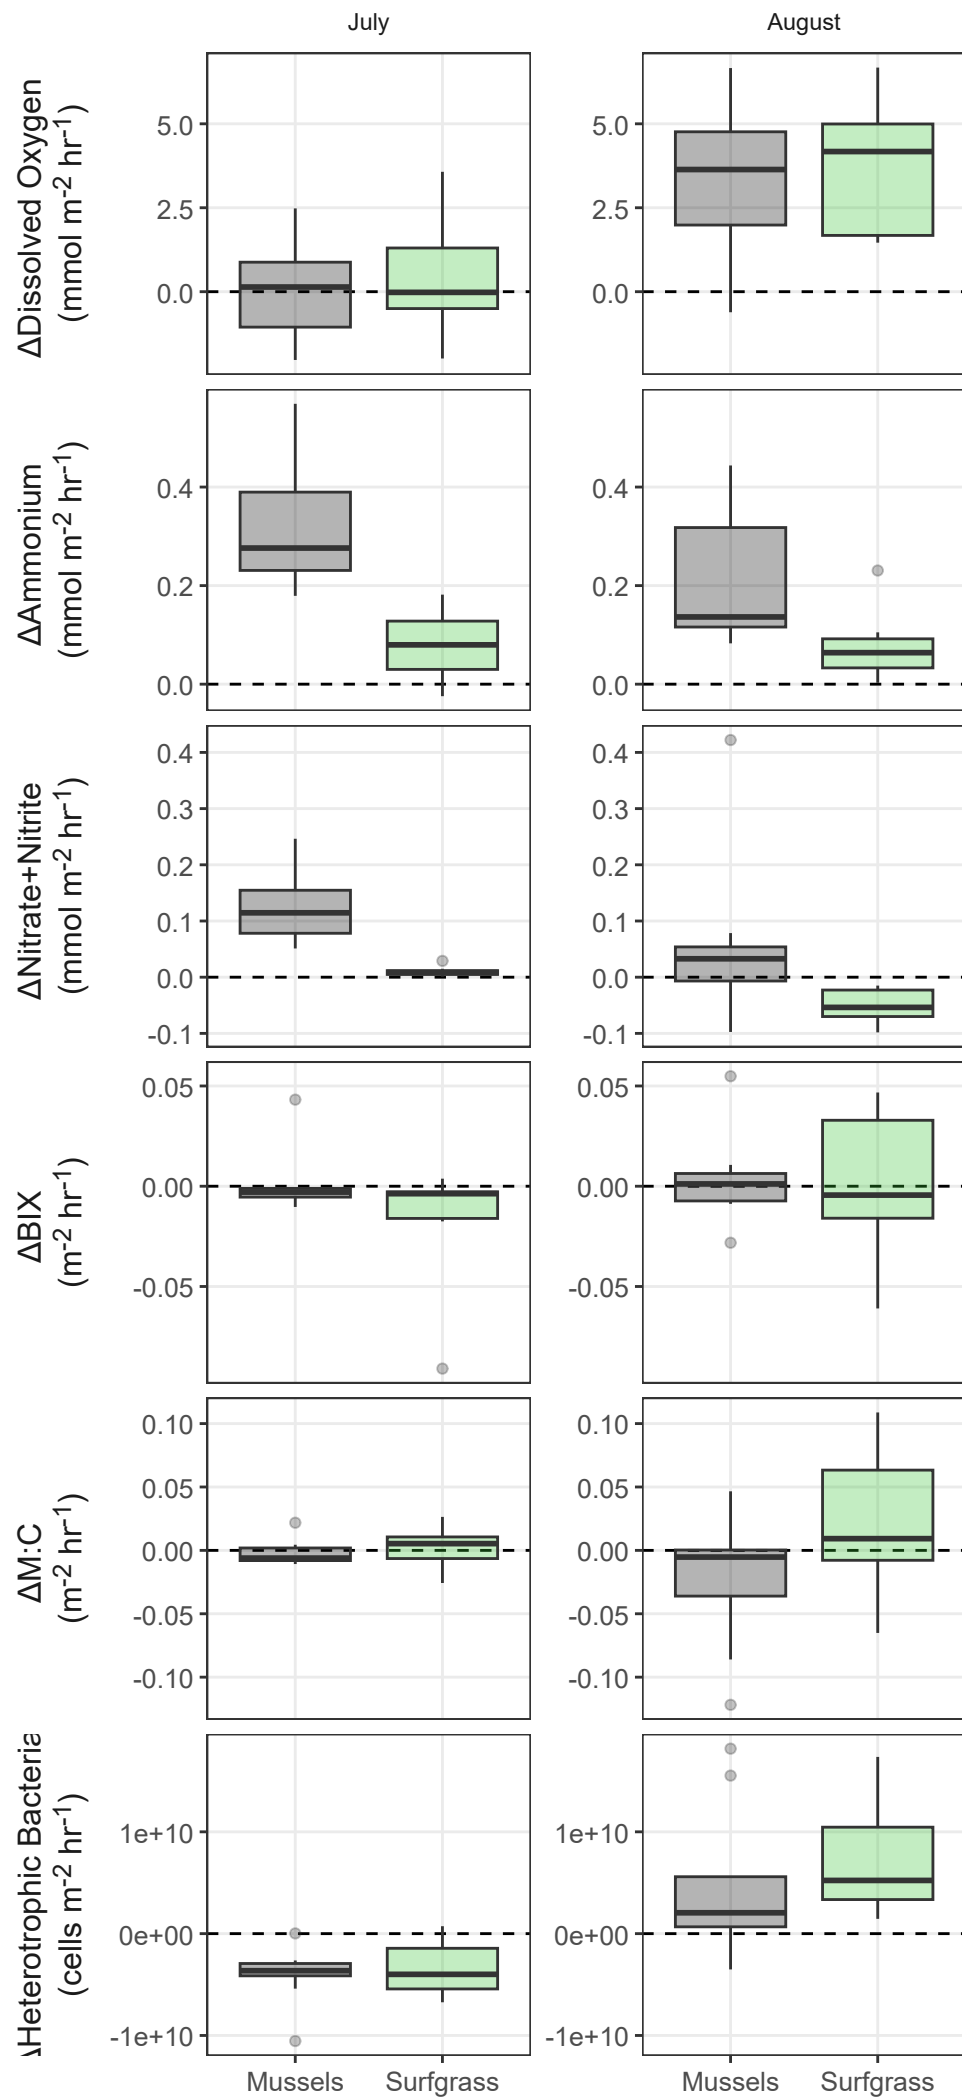 July August
ΔDissolved Oxygen
(mmol m-2 hr-1)
5.0
2.5
0.0
5.0
2.5
0.0
ΔAmmonium
(mmol m-2 hr-1)
0.4
0.2
0.0
0.4
0.2
0.0
ΔNitrate+Nitrite
(mmol m-2 hr-1)
0.4
0.3
0.2
0.1
0.0
-0.1
0.4
0.3
0.2
0.1
0.0
-0.1
ΔBIX
(m-2 hr-1)
0.05
0.00
-0.05
0.05
0.00
-0.05
ΔM:C
(m-2 hr-1)
0.10
0.05
0.00
-0.05
-0.10
0.10
0.05
0.00
-0.05
-0.10
ΔHeterotrophic Bacteria
(cells m-2 hr-1)
1e+10
0e+00
-1e+10
1e+10
0e+00
-1e+10
Mussels Surfgrass Mussels Surfgrass